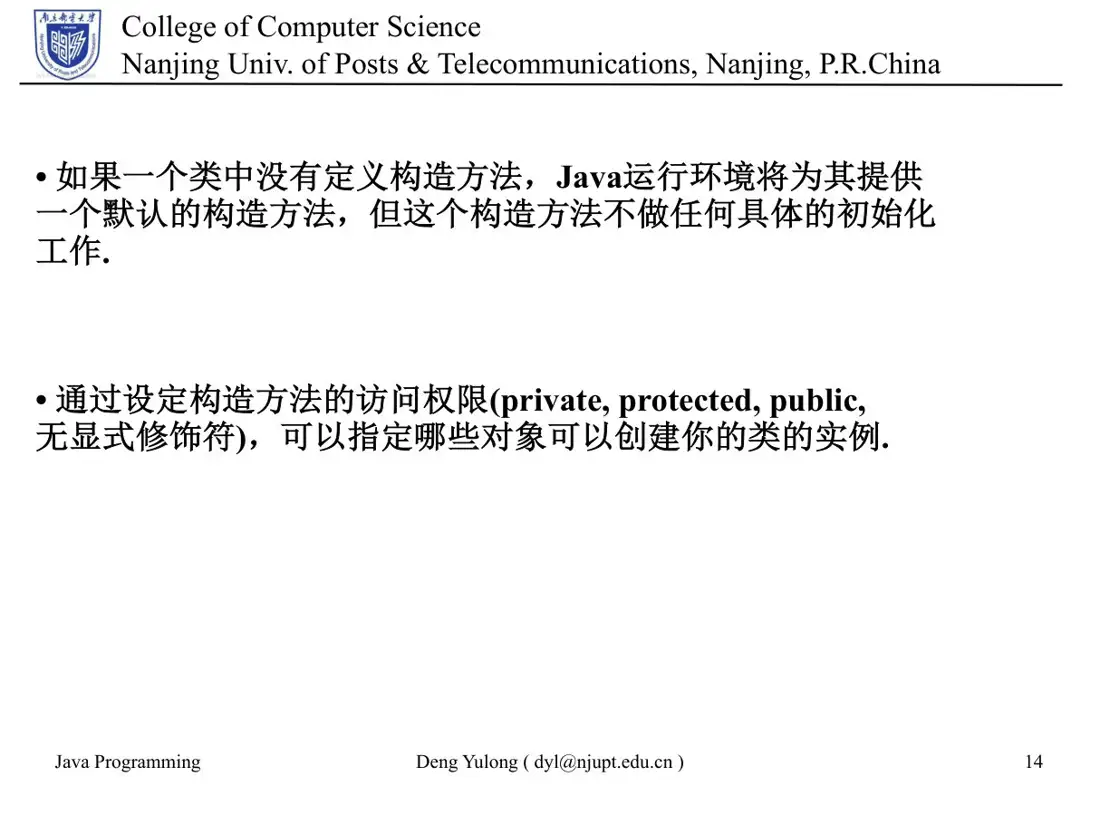 College of Computer Science
Nanjing Univ. of Posts & Telecommunications, Nanjing, P.R.China
• 如果一个类中没有定义构造方法，Java运行环境将为其提供
一个默认的构造方法，但这个构造方法不做任何具体的初始化
工作.
• 通过设定构造方法的访问权限(private, protected, public,
无显式修饰符)，可以指定哪些对象可以创建你的类的实例.
Java Programming
Deng Yulong ( dyl@njupt.edu.cn )
14